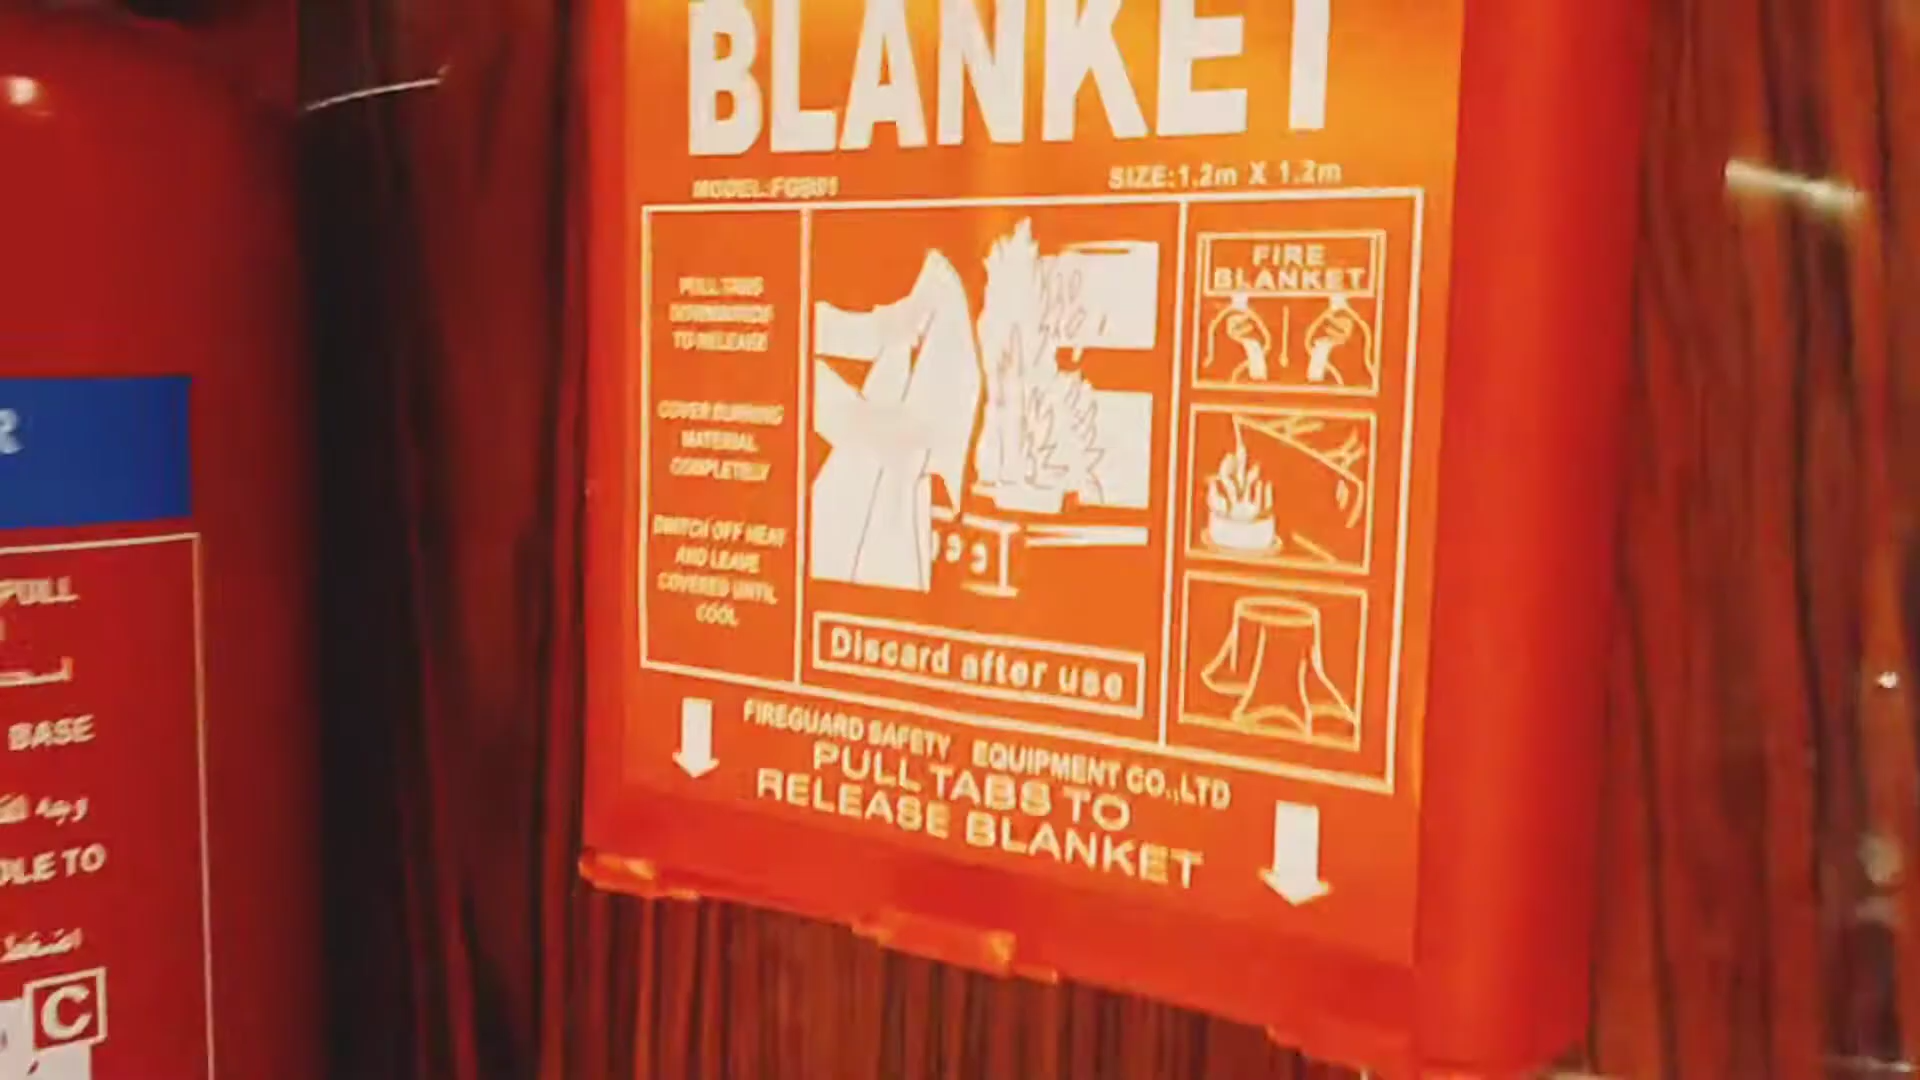 BLANKET
MODEL:FGB01
SIZE:1.2m X 1.2m
PULL TABS
DOWNWARDS
TO RELEASE
COVER BURNING
MATERIAL
COMPLETELY
SWITCH OFF HEAT
AND LEAVE
COVERED UNTIL
COOL
FIRE
BLANKET
Discard after use
FIREGUARD SAFETY EQUIPMENT CO.,LTD
PULL TABS TO
RELEASE BLANKET
R
PULL
BASE
TO
C